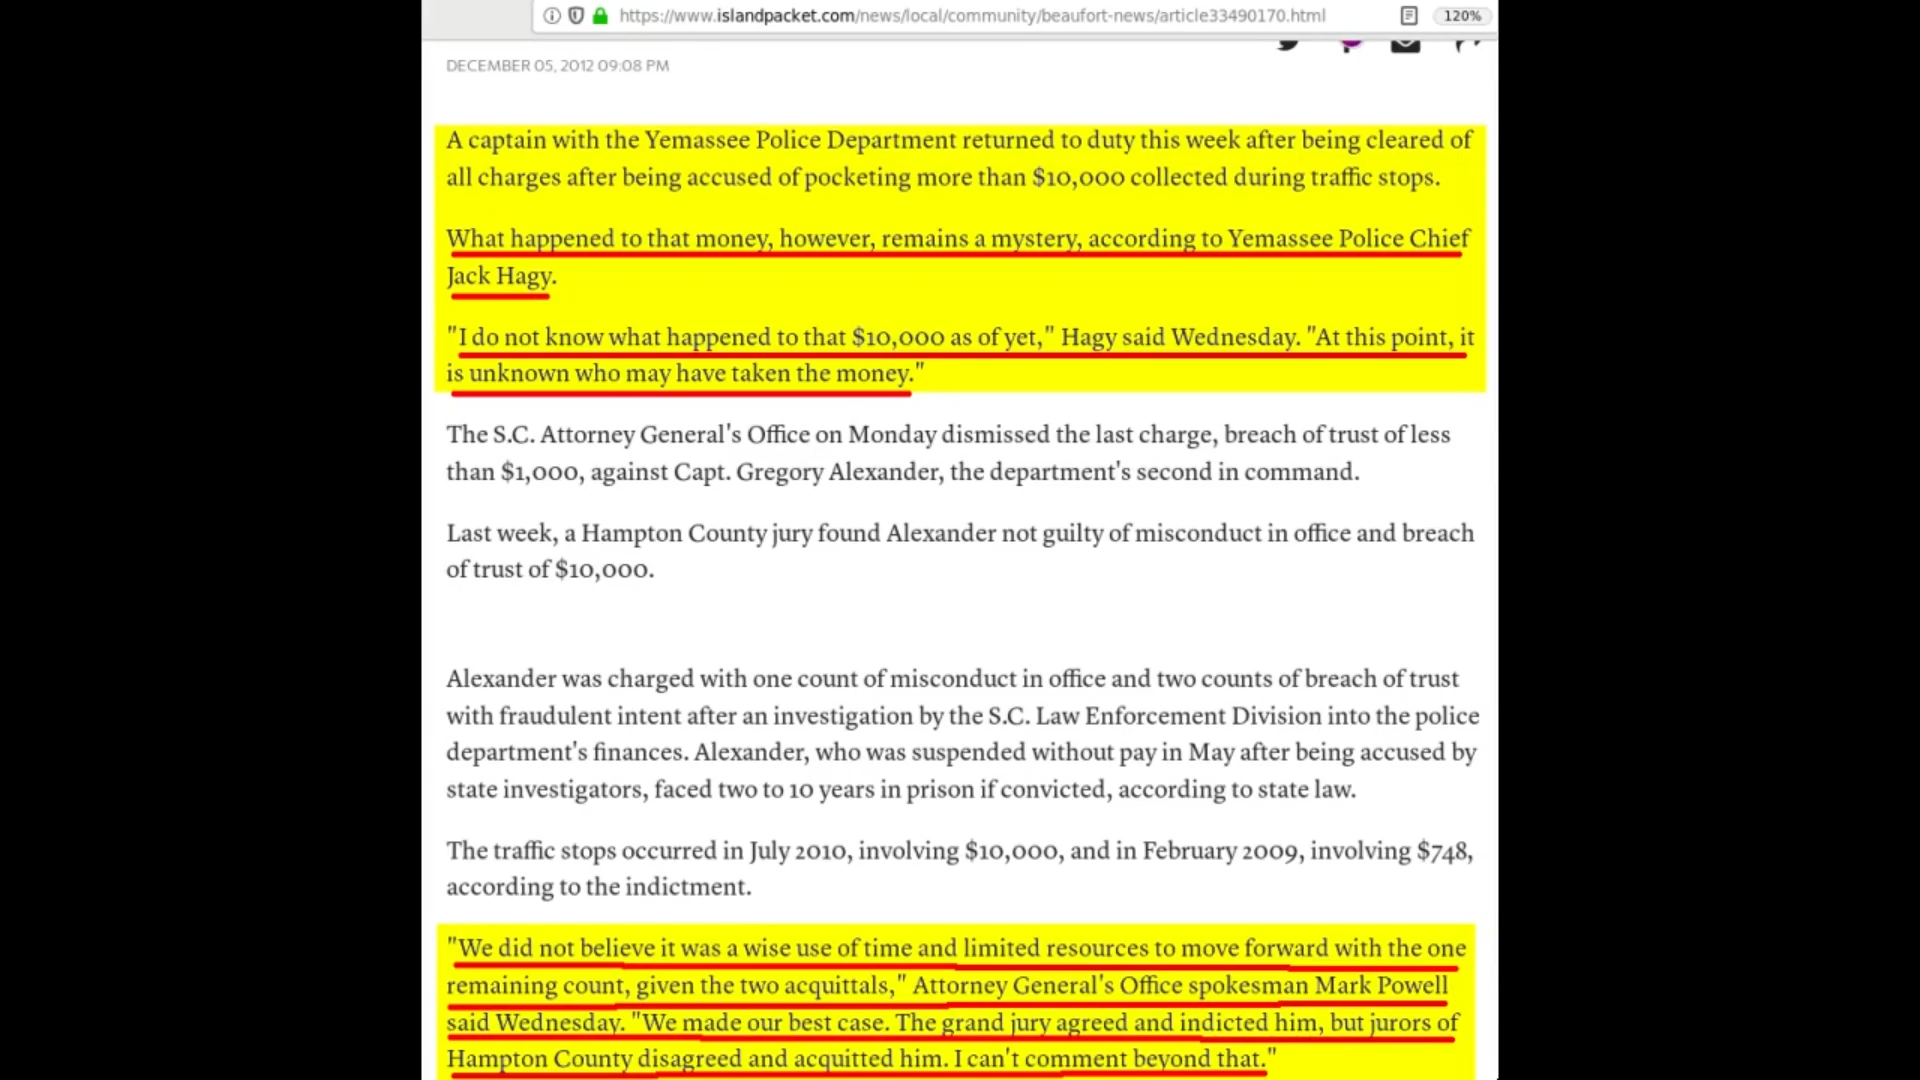 https://www.islandpacket.com/news/local/community/beaufort-news/article33490170.html
120%
DECEMBER 05, 2012 09:08 PM
A captain with the Yemassee Police Department returned to duty this week after being cleared of
all charges after being accused of pocketing more than $10,000 collected during traffic stops.
What happened to that money, however, remains a mystery, according to Yemassee Police Chief
Jack Hagy.
"I do not know what happened to that $10,000 as of yet," Hagy said Wednesday. "At this point, it
is unknown who may have taken the money."
The S.C. Attorney General's Office on Monday dismissed the last charge, breach of trust of less
than $1,000, against Capt. Gregory Alexander, the department's second in command.
Last week, a Hampton County jury found Alexander not guilty of misconduct in office and breach
of trust of $10,000.
Alexander was charged with one count of misconduct in office and two counts of breach of trust
with fraudulent intent after an investigation by the S.C. Law Enforcement Division into the police
department's finances. Alexander, who was suspended without pay in May after being accused by
state investigators, faced two to 10 years in prison if convicted, according to state law.
The traffic stops occurred in July 2010, involving $10,000, and in February 2009, involving $748,
according to the indictment.
"We did not believe it was a wise use of time and limited resources to move forward with the one
remaining count, given the two acquittals," Attorney General's Office spokesman Mark Powell
said Wednesday. "We made our best case. The grand jury agreed and indicted him, but jurors of
Hampton County disagreed and acquitted him. I can't comment beyond that."